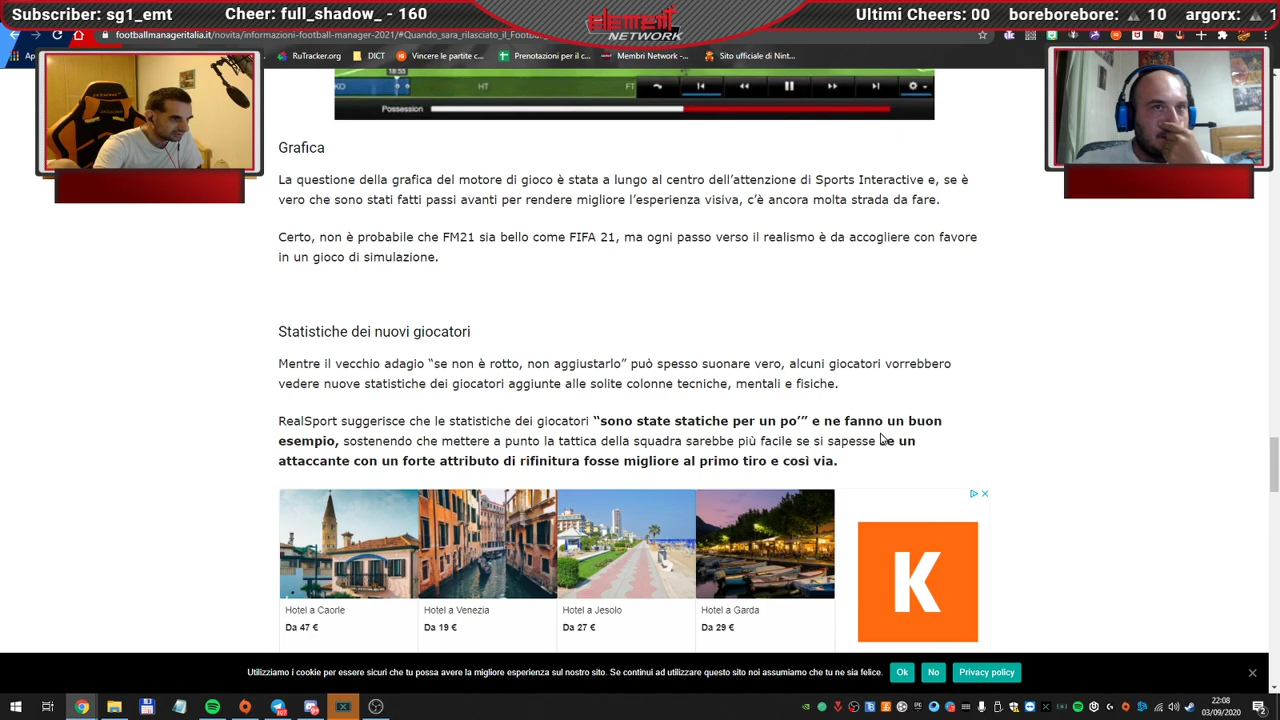 Subscriber: sg1_emt
Cheer: full_shadow_ - 160
element
NETWORK
Ultimi Cheers: 00
boreborebore: 10
argorx: 1
footballmanageritalia.it/novita/informazioni-football-manager-2021/#Quando_sara_rilasciato_il_Footba
RuTracker.org
DICT
Vincere le partite c...
Prenotazioni per il c...
Membri Network -...
Sito ufficiale di Nint...
18:55
KO
HT
FT
Possession
Grafica
La questione della grafica del motore di gioco è stata a lungo al centro dell’attenzione di Sports Interactive e, se è
vero che sono stati fatti passi avanti per rendere migliore l’esperienza visiva, c’è ancora molta strada da fare.
Certo, non è probabile che FM21 sia bello come FIFA 21, ma ogni passo verso il realismo è da accogliere con favore
in un gioco di simulazione.
Statistiche dei nuovi giocatori
Mentre il vecchio adagio “se non è rotto, non aggiustarlo” può spesso suonare vero, alcuni giocatori vorrebbero
vedere nuove statistiche dei giocatori aggiunte alle solite colonne tecniche, mentali e fisiche.
RealSport suggerisce che le statistiche dei giocatori “sono state statiche per un po’” e ne fanno un buon
esempio, sostenendo che mettere a punto la tattica della squadra sarebbe più facile se si sapesse se un
attaccante con un forte attributo di rifinitura fosse migliore al primo tiro e così via.
K
Hotel a Caorle
Hotel a Venezia
Hotel a Jesolo
Hotel a Garda
Da 47 €
Da 19 €
Da 27 €
Da 29 €
Utilizziamo i cookie per essere sicuri che tu possa avere la migliore esperienza sul nostro sito. Se continui ad utilizzare questo sito noi assumiamo che tu ne sia felice.
Ok
No
Privacy policy
22:08
03/09/2020